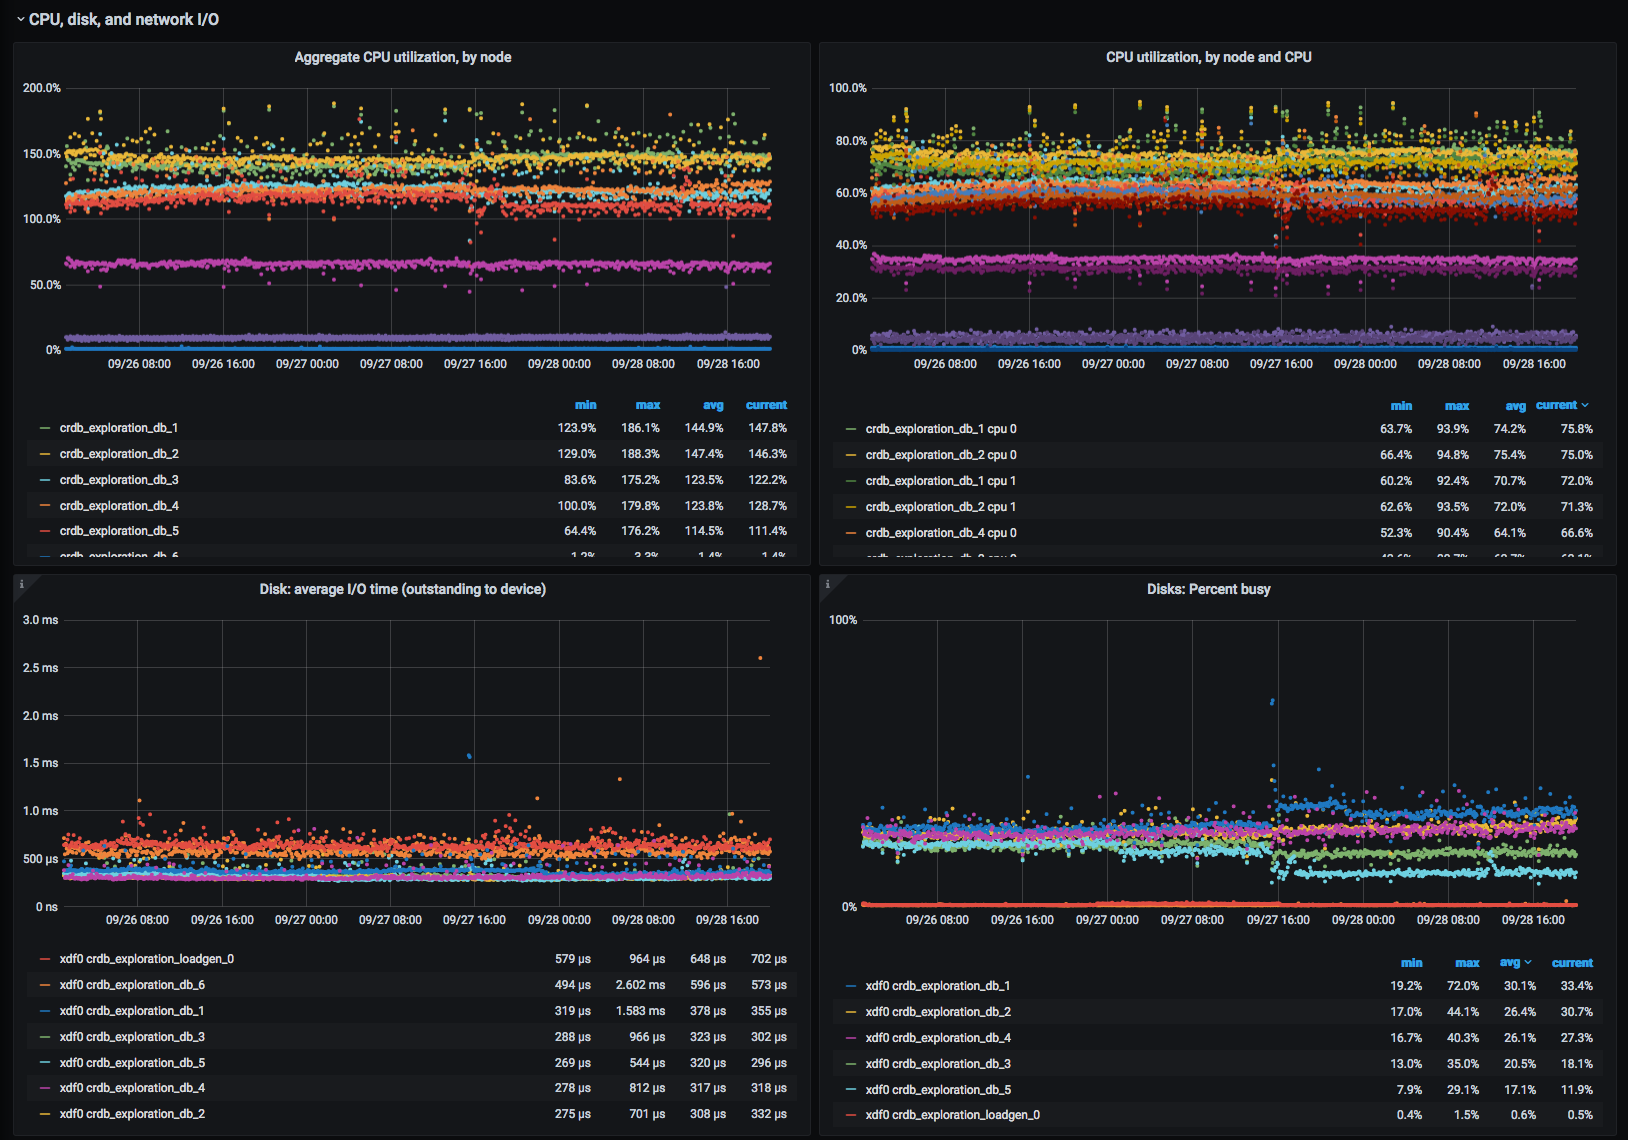 CPU, disk, and network I/O
Aggregate CPU utilization, by node
200.0%
150.0%
100.0%
50.0%
0%
09/26 08:00 09/26 16:00 09/27 00:00 09/27 08:00 09/27 16:00 09/28 00:00 09/28 08:00 09/28 16:00
min max avg current
crdb_exploration_db_1 123.9% 186.1% 144.9% 147.8%
crdb_exploration_db_2 129.0% 188.3% 147.4% 146.3%
crdb_exploration_db_3 83.6% 175.2% 123.5% 122.2%
crdb_exploration_db_4 100.0% 179.8% 123.8% 128.7%
crdb_exploration_db_5 64.4% 176.2% 114.5% 111.4%
crdb_exploration_db_6 1.2% 3.3% 1.4% 1.4%
CPU utilization, by node and CPU
100.0%
80.0%
60.0%
40.0%
20.0%
0%
09/26 08:00 09/26 16:00 09/27 00:00 09/27 08:00 09/27 16:00 09/28 00:00 09/28 08:00 09/28 16:00
min max avg current
crdb_exploration_db_1 cpu 0 63.7% 93.9% 74.2% 75.8%
crdb_exploration_db_2 cpu 0 66.4% 94.8% 75.4% 75.0%
crdb_exploration_db_1 cpu 1 60.2% 92.4% 70.7% 72.0%
crdb_exploration_db_2 cpu 1 62.6% 93.5% 72.0% 71.3%
crdb_exploration_db_4 cpu 0 52.3% 90.4% 64.1% 66.6%
i
Disk: average I/O time (outstanding to device)
3.0 ms
2.5 ms
2.0 ms
1.5 ms
1.0 ms
500 µs
0 ns
09/26 08:00 09/26 16:00 09/27 00:00 09/27 08:00 09/27 16:00 09/28 00:00 09/28 08:00 09/28 16:00
xdf0 crdb_exploration_loadgen_0 579 µs 964 µs 648 µs 702 µs
xdf0 crdb_exploration_db_6 494 µs 2.602 ms 596 µs 573 µs
xdf0 crdb_exploration_db_1 319 µs 1.583 ms 378 µs 355 µs
xdf0 crdb_exploration_db_3 288 µs 966 µs 323 µs 302 µs
xdf0 crdb_exploration_db_5 269 µs 544 µs 320 µs 296 µs
xdf0 crdb_exploration_db_4 278 µs 812 µs 317 µs 318 µs
xdf0 crdb_exploration_db_2 275 µs 701 µs 308 µs 332 µs
i
Disks: Percent busy
100%
0%
09/26 08:00 09/26 16:00 09/27 00:00 09/27 08:00 09/27 16:00 09/28 00:00 09/28 08:00 09/28 16:00
min max avg current
xdf0 crdb_exploration_db_1 19.2% 72.0% 30.1% 33.4%
xdf0 crdb_exploration_db_2 17.0% 44.1% 26.4% 30.7%
xdf0 crdb_exploration_db_4 16.7% 40.3% 26.1% 27.3%
xdf0 crdb_exploration_db_3 13.0% 35.0% 20.5% 18.1%
xdf0 crdb_exploration_db_5 7.9% 29.1% 17.1% 11.9%
xdf0 crdb_exploration_loadgen_0 0.4% 1.5% 0.6% 0.5%